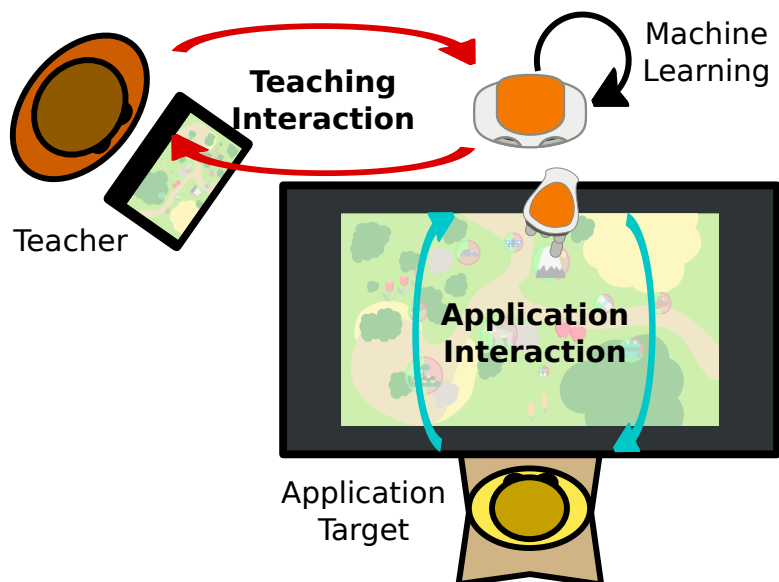 Machine
Learning
Teaching
Interaction
Teacher
Application
Interaction
Application
Target